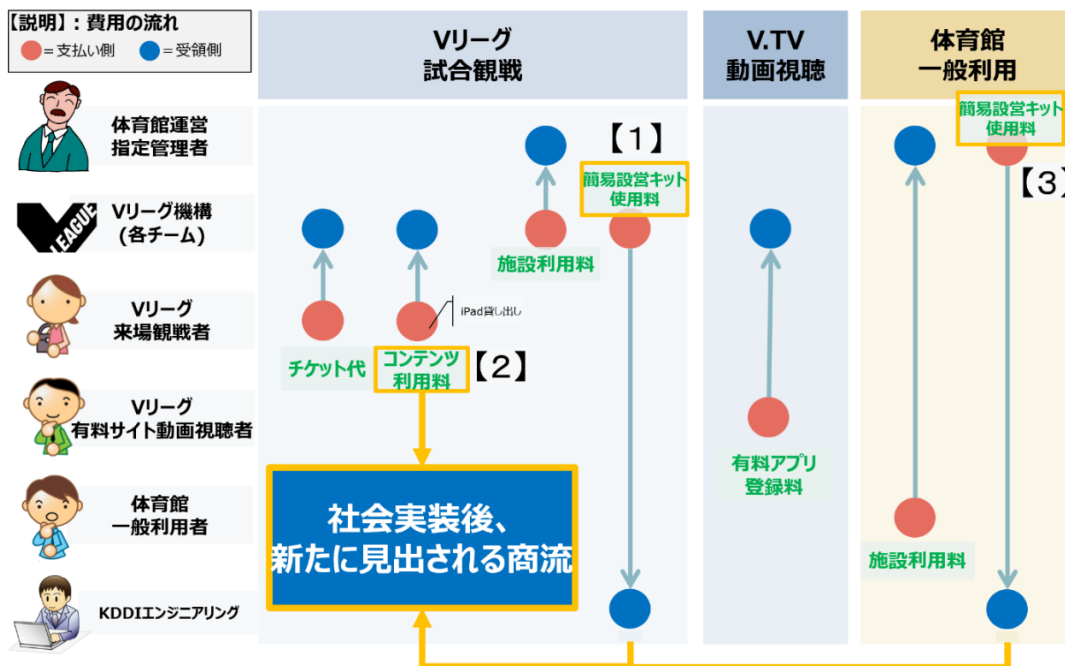 【説明】：費用の流れ
＝支払い側 ＝受領側
Vリーグ
試合観戦
V.TV
動画視聴
体育館
一般利用
体育館運営
指定管理者
【1】
簡易設営キット
使用料
簡易設営キット
使用料
【3】
LEAGUE
Vリーグ機構
(各チーム)
施設利用料
Vリーグ
来場観戦者
iPad貸し出し
チケット代
コンテンツ
利用料
【2】
Vリーグ
有料サイト動画視聴者
有料アプリ
登録料
体育館
一般利用者
社会実装後、
新たに見出される商流
施設利用料
KDDIエンジニアリング